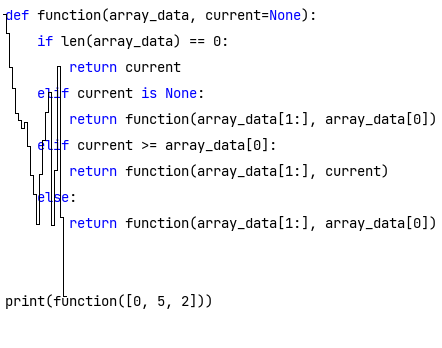 def function(array_data, current=None):
    if len(array_data) == 0:
        return current
    elif current is None:
        return function(array_data[1:], array_data[0])
    elif current >= array_data[0]:
        return function(array_data[1:], current)
    else:
        return function(array_data[1:], array_data[0])
print(function([0, 5, 2]))